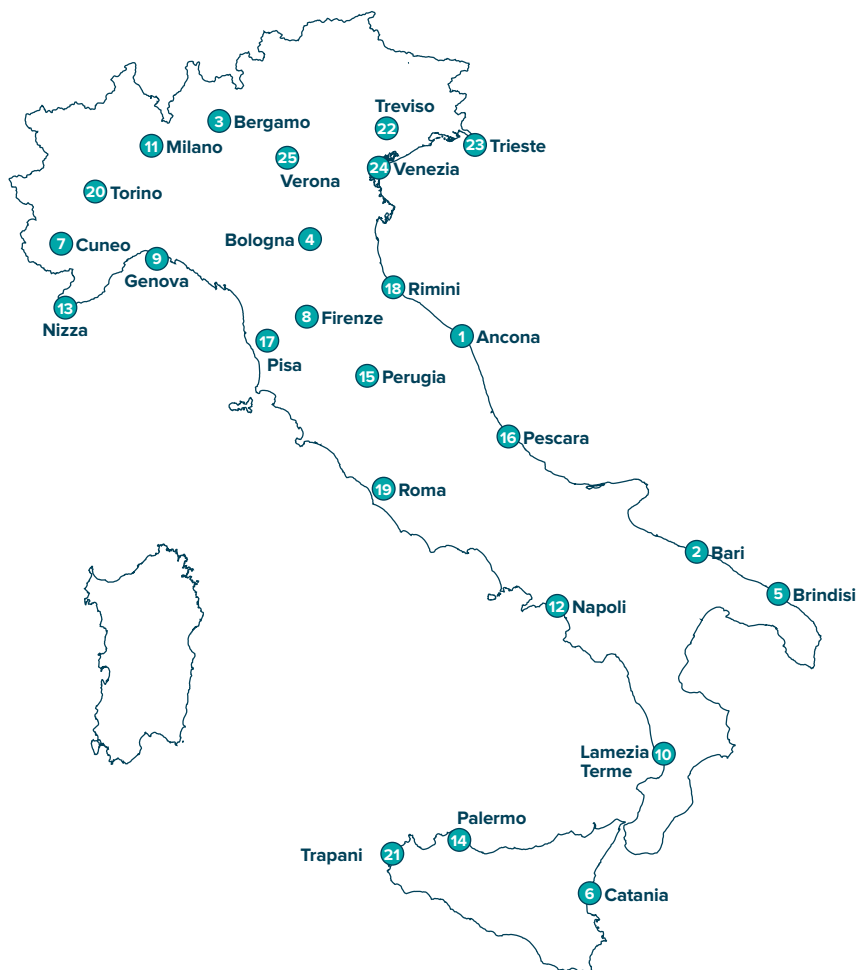 Treviso
22
3 Bergamo
11 Milano
23 Trieste
25
Verona
24 Venezia
20 Torino
Bologna 4
7 Cuneo
9
Genova
18 Rimini
13
Nizza
8 Firenze
1 Ancona
17
Pisa
15 Perugia
16 Pescara
19 Roma
2 Bari
5 Brindisi
12 Napoli
Lamezia 10
Terme
Palermo
14
Trapani 21
6 Catania